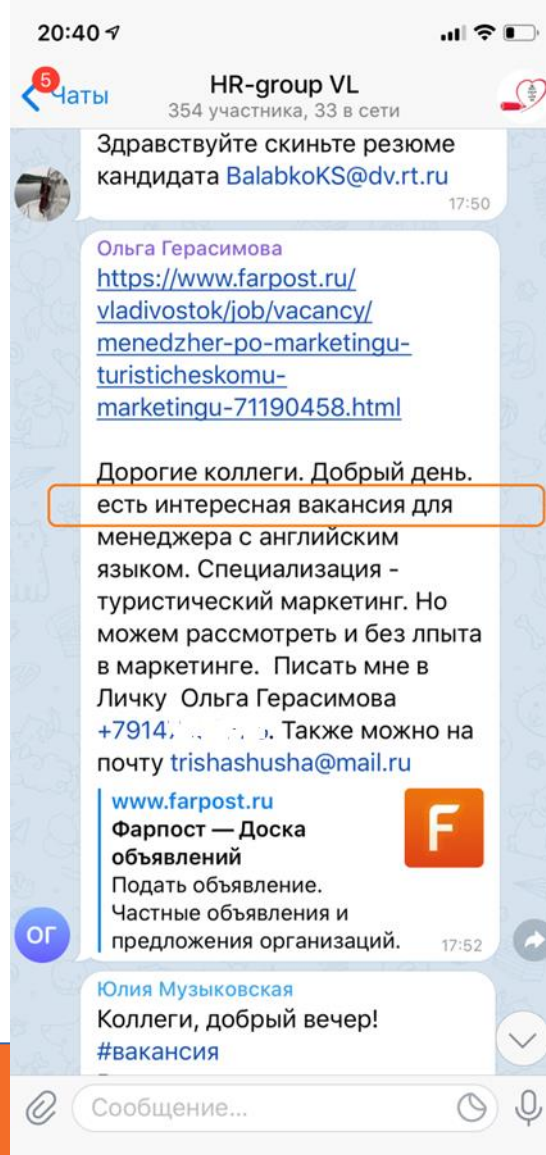 20:40
5
Чаты
HR-group VL
354 участника, 33 в сети
Здравствуйте скиньте резюме
кандидата BalabkoKS@dv.rt.ru
17:50
Ольга Герасимова
https://www.farpost.ru/
vladivostok/job/vacancy/
menedzher-po-marketingu-
turisticheskomu-
marketingu-71190458.html
Дорогие коллеги. Добрый день.
есть интересная вакансия для
менеджера с английским
языком. Специализация -
туристический маркетинг. Но
можем рассмотреть и без лпыта
в маркетинге. Писать мне в
Личку Ольга Герасимова
+7914. Также можно на
почту trishashusha@mail.ru
www.farpost.ru
Фарпост — Доска
объявлений
Подать объявление.
Частные объявления и
предложения организаций.
17:52
F
ОГ
Юлия Музыковская
Коллеги, добрый вечер!
#вакансия
Сообщение...